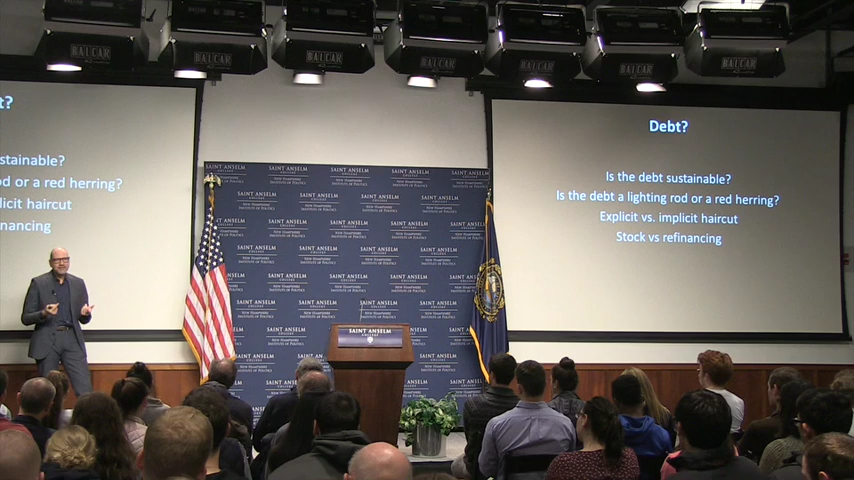 BALCAR
BALCAR
BALCAR
BALCAR
BALCAR
BALCAR
BALCAR
t?
stainable?
od or a red herring?
licit haircut
nancing
Debt?
Is the debt sustainable?
Is the debt a lighting rod or a red herring?
Explicit vs. implicit haircut
Stock vs refinancing
SAINT ANSELM
COLLEGE
NEW HAMPSHIRE
INSTITUTE OF POLITICS
SAINT ANSELM
COLLEGE